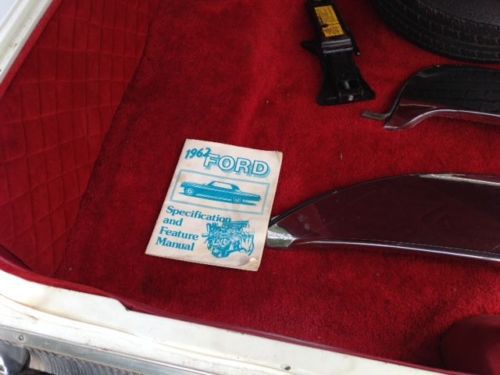 1962 FORD
Specification
and
Feature
Manual